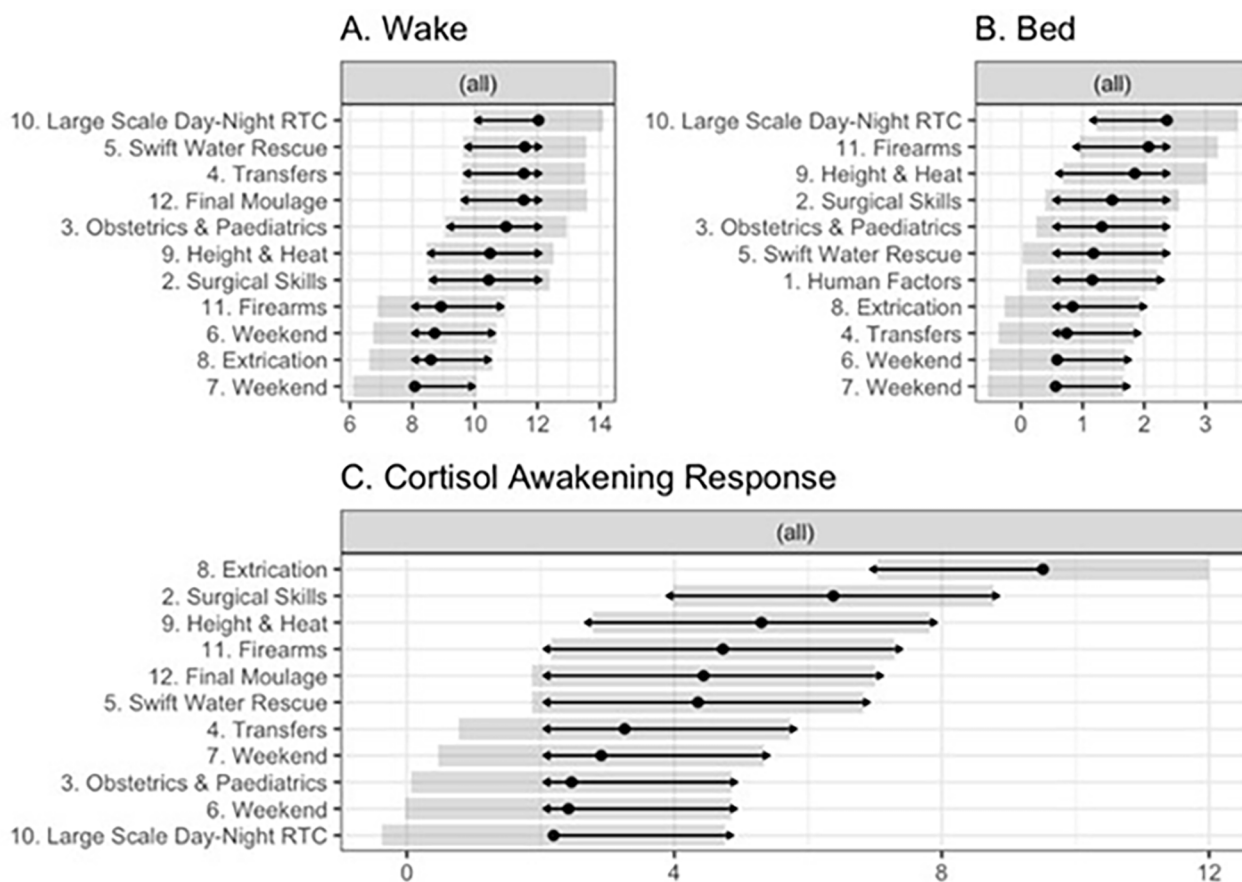 A. Wake
(all)
10. Large Scale Day-Night RTC
5. Swift Water Rescue
4. Transfers
12. Final Moulage
3. Obstetrics & Paediatrics
9. Height & Heat
2. Surgical Skills
11. Firearms
6. Weekend
8. Extrication
7. Weekend
6 8 10 12 14
B. Bed
(all)
10. Large Scale Day-Night RTC
11. Firearms
9. Height & Heat
2. Surgical Skills
3. Obstetrics & Paediatrics
5. Swift Water Rescue
1. Human Factors
8. Extrication
4. Transfers
6. Weekend
7. Weekend
0 1 2 3
C. Cortisol Awakening Response
(all)
8. Extrication
2. Surgical Skills
9. Height & Heat
11. Firearms
12. Final Moulage
5. Swift Water Rescue
4. Transfers
7. Weekend
3. Obstetrics & Paediatrics
6. Weekend
10. Large Scale Day-Night RTC
0 4 8 12